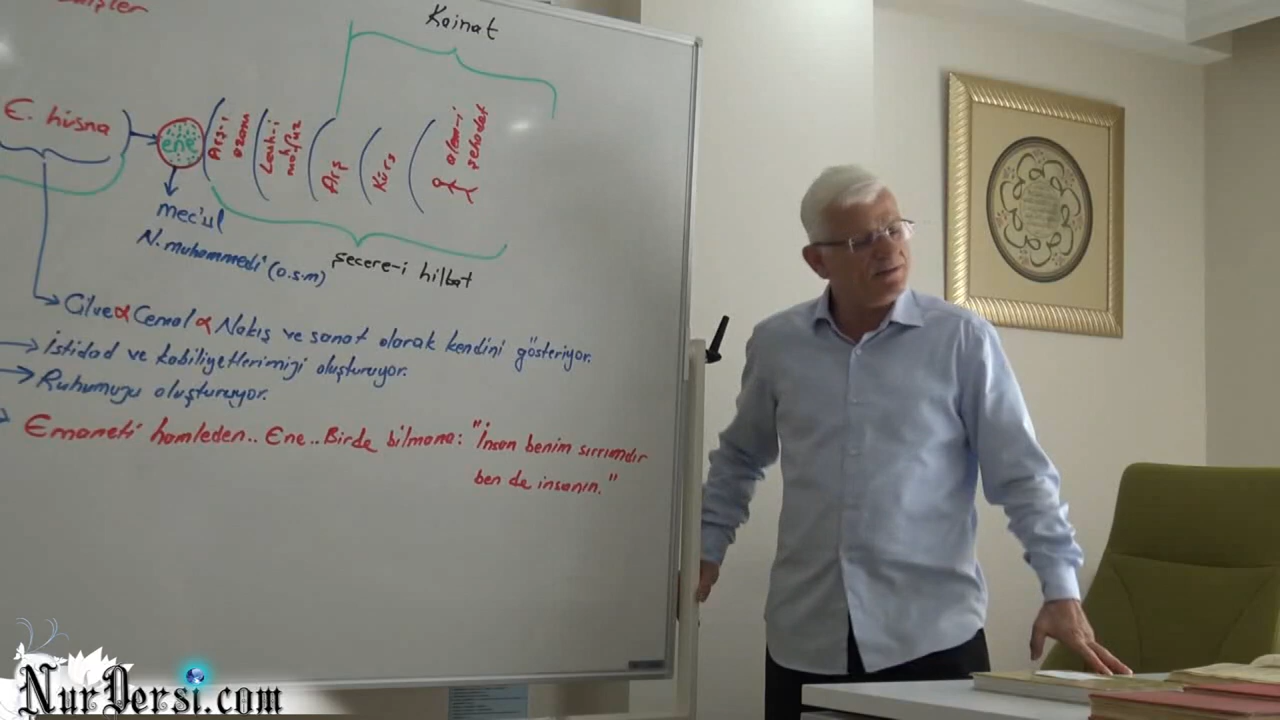 Kainat
E. hüsna
ene
Arş-ı
azam
Levh-i
mahfuz
Arş
Kürs
alem-i
şehadet
mec'ul
N. muhammedi (a.s.m)
şecere-i hilkat
Cilve Cemal Nakış ve sanat olarak kendini gösteriyor.
İstidad ve kabiliyetlerimizi oluşturuyor.
Ruhumuzu oluşturuyor.
Emaneti hamleden.. Ene.. Birde bilmana: "İnsan benim sırrımdır
ben de insanın."
NurDersi.com